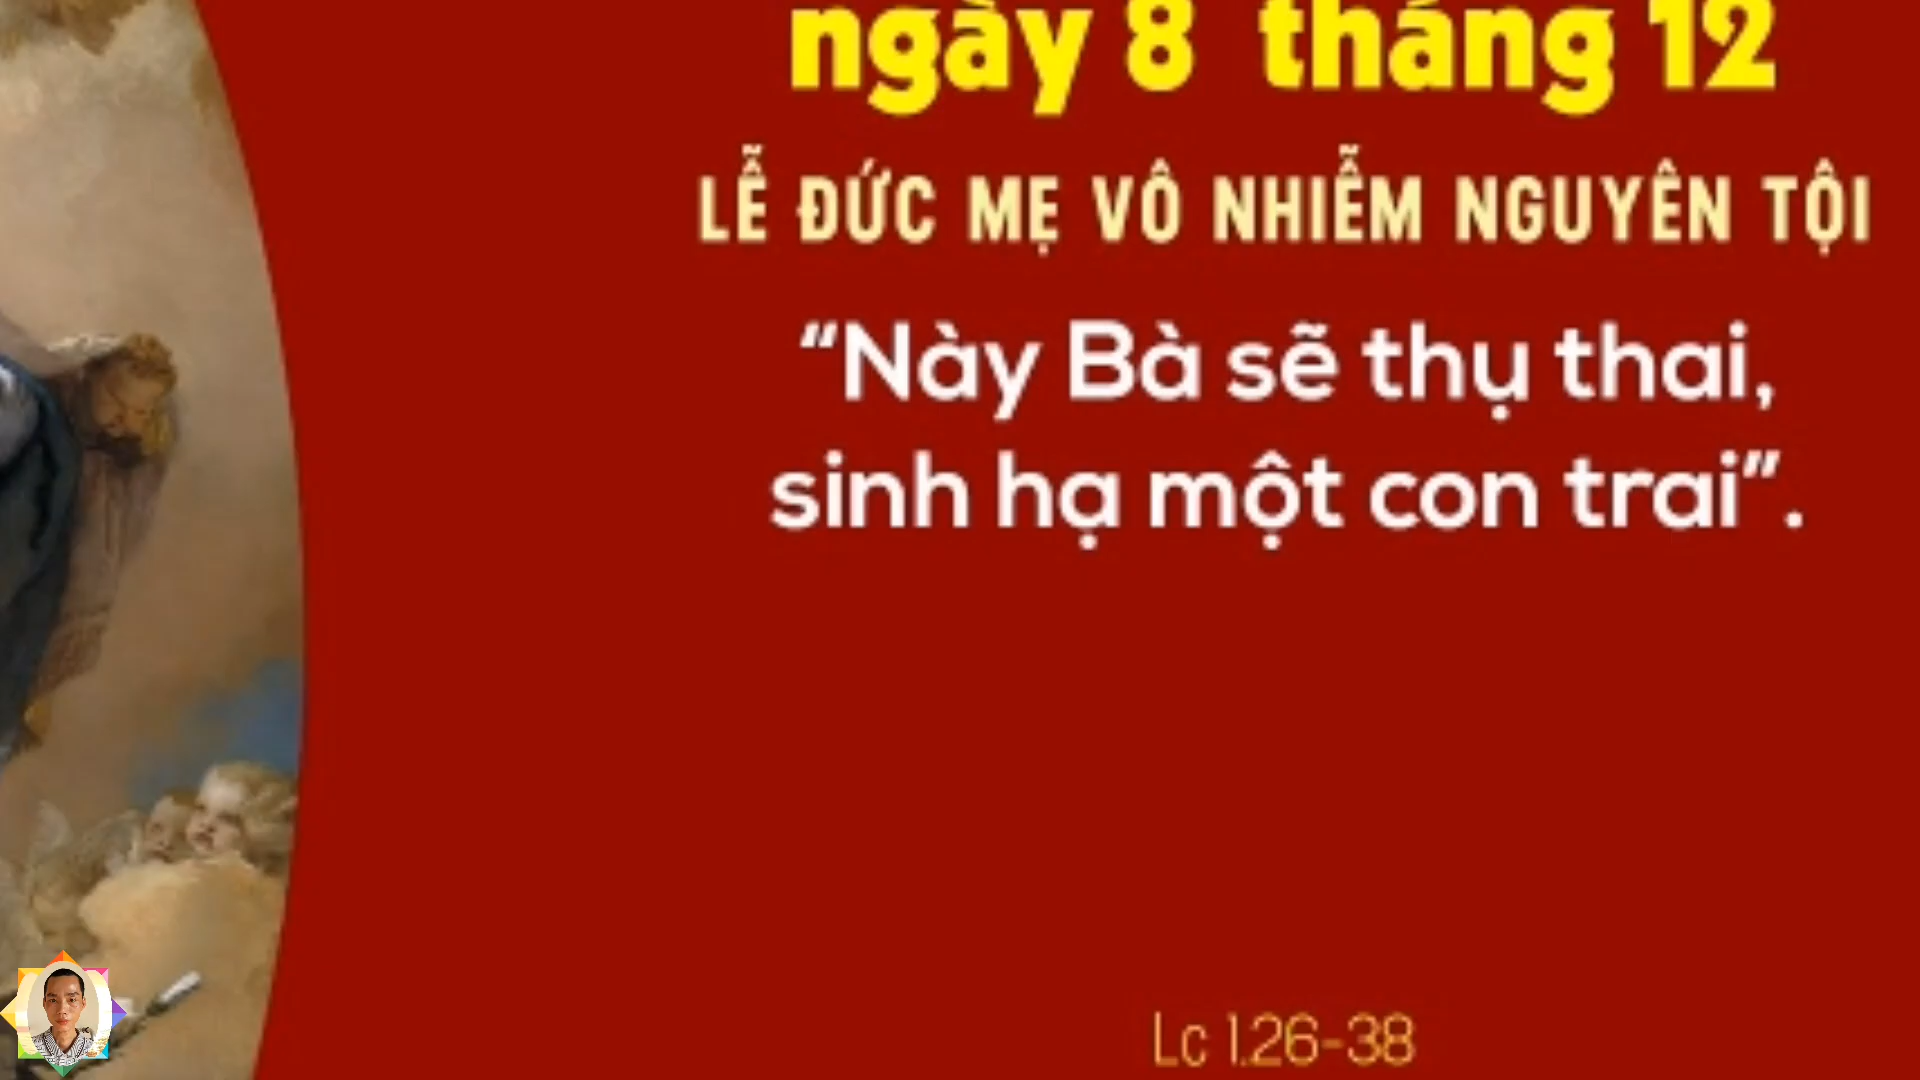 ngày 8 tháng 12
LỄ ĐỨC MẸ VÔ NHIỄM NGUYÊN TỘI
“Này Bà sẽ thụ thai,
sinh hạ một con trai”.
Lc 1.26-38